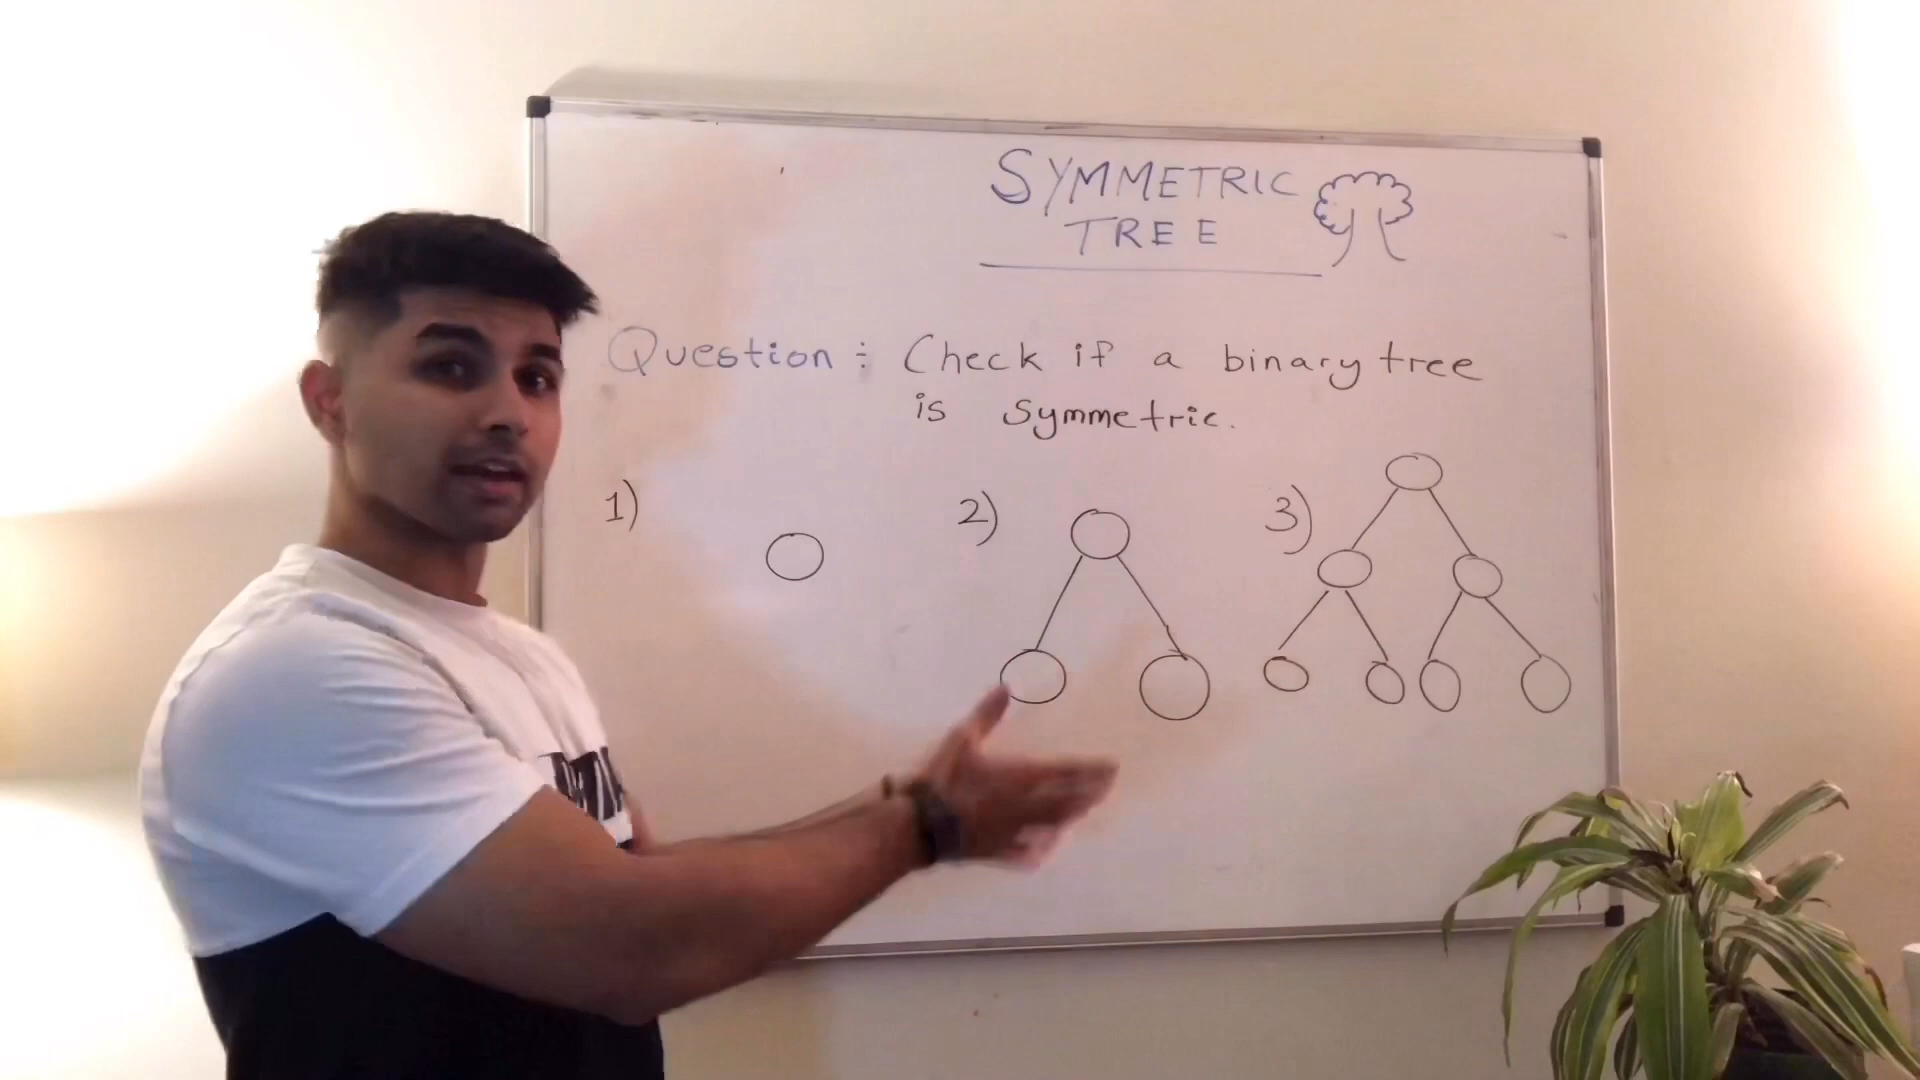 SYMMETRIC
TREE
Question : Check if a binary tree
is symmetric.
1)
2)
3)